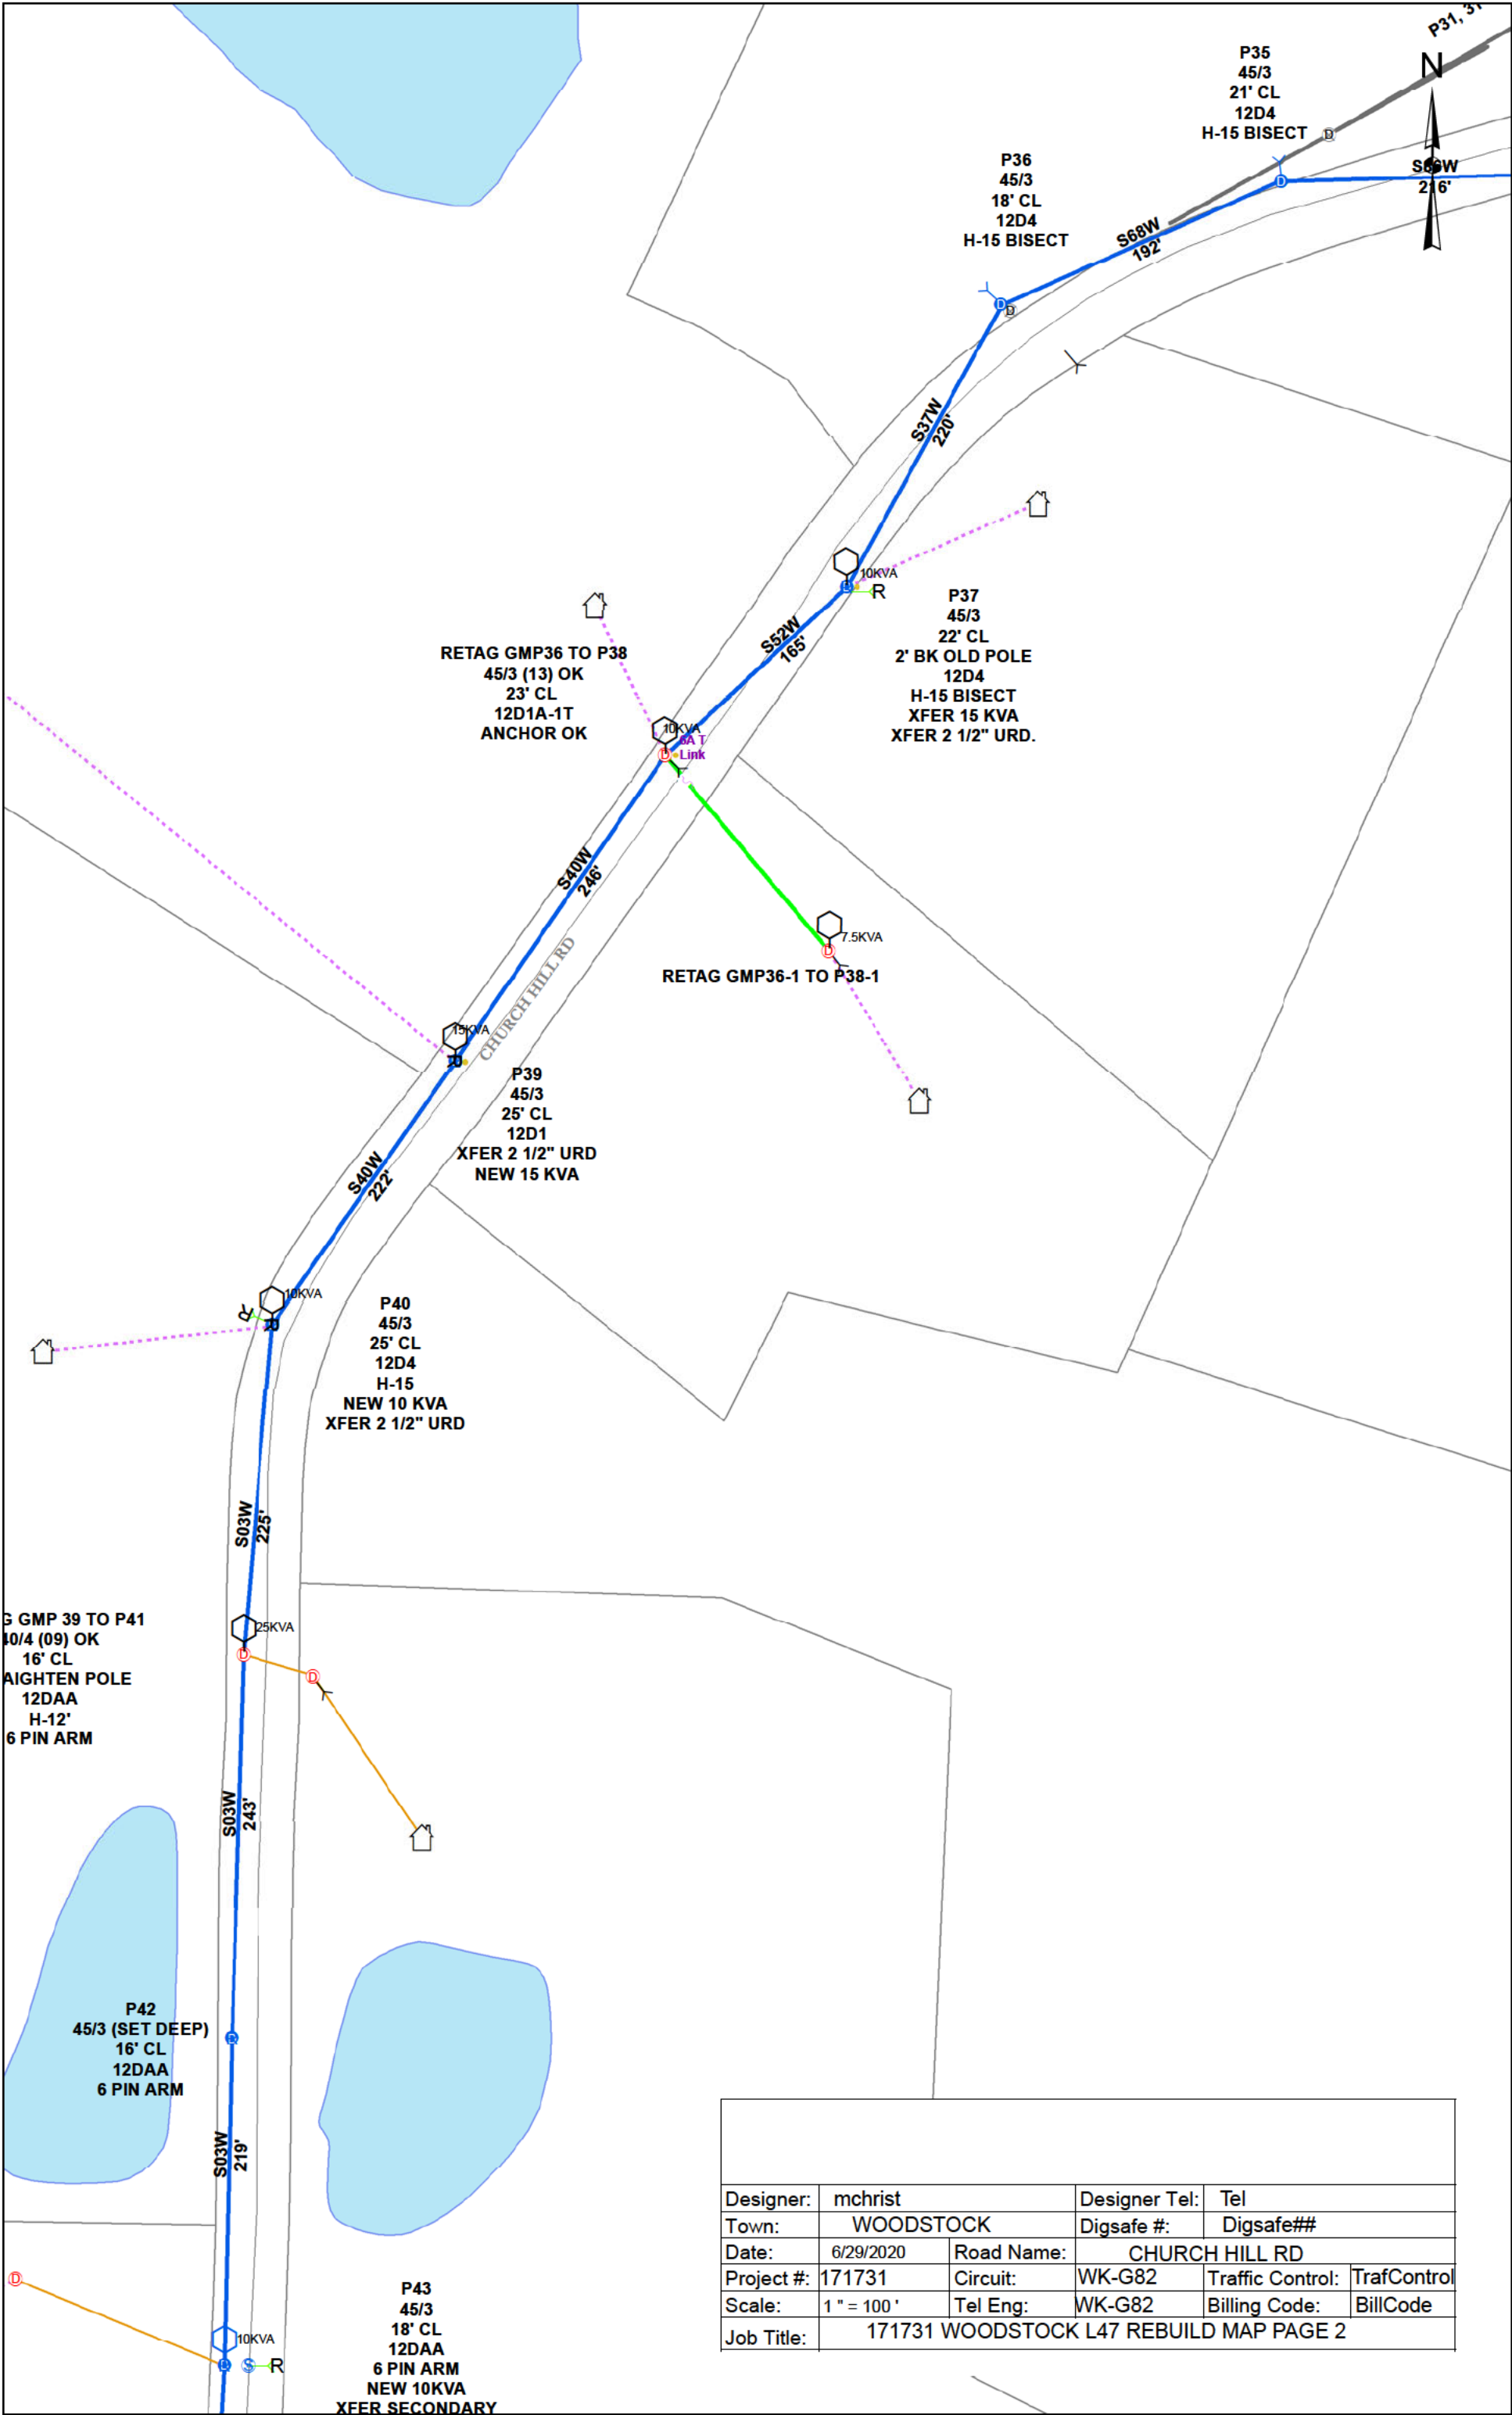 P31, 31
N
P35
45/3
21' CL
12D4
H-15 BISECT
D
D
216'
P36
45/3
18' CL
12D4
H-15 BISECT
S68W
192'
D
D
S37W
220'
10KVA
D
R
P37
45/3
22' CL
2' BK OLD POLE
12D4
H-15 BISECT
XFER 15 KVA
XFER 2 1/2" URD.
S52W
165'
RETAG GMP36 TO P38
45/3 (13) OK
23' CL
12D1A-1T
ANCHOR OK
10KVA
T
Link
D
S40W
246'
7.5KVA
D
RETAG GMP36-1 TO P38-1
CHURCH HILL RD
15KVA
R
P39
45/3
25' CL
12D1
XFER 2 1/2" URD
NEW 15 KVA
S40W
222'
10KVA
R
R
P40
45/3
25' CL
12D4
H-15
NEW 10 KVA
XFER 2 1/2" URD
S03W
225'
G GMP 39 TO P41
40/4 (09) OK
16' CL
AIGHTEN POLE
12DAA
H-12'
6 PIN ARM
25KVA
D
D
S03W
243'
P42
45/3 (SET DEEP)
16' CL
12DAA
6 PIN ARM
S03W
219'
D
10KVA
D
S
R
P43
45/3
18' CL
12DAA
6 PIN ARM
NEW 10KVA
XFER SECONDARY
Designer: mchrist Designer Tel: Tel
Town: WOODSTOCK Digsafe #: Digsafe##
Date: 6/29/2020 Road Name: CHURCH HILL RD
Project #: 171731 Circuit: WK-G82 Traffic Control: TrafControl
Scale: 1 " = 100 ' Tel Eng: WK-G82 Billing Code: BillCode
Job Title: 171731 WOODSTOCK L47 REBUILD MAP PAGE 2